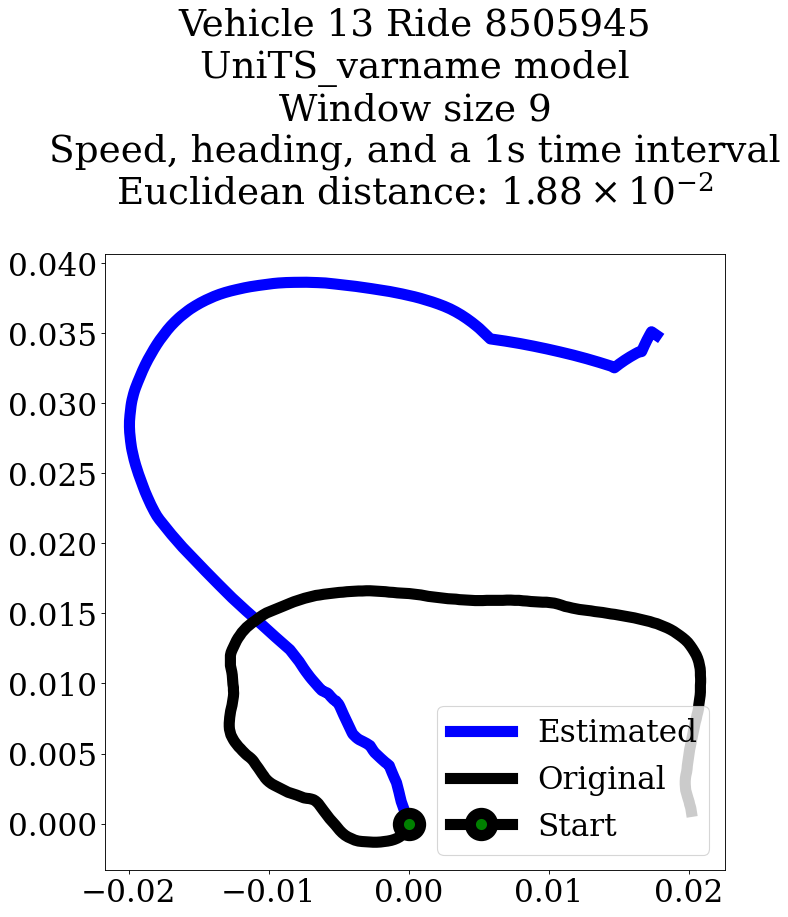 Vehicle 13 Ride 8505945
UniTS_varname model
Window size 9
Speed, heading, and a 1s time interval
Euclidean distance: 1.88 × 10⁻²
0.040
0.035
0.030
0.025
0.020
0.015
0.010
0.005
0.000
Estimated
Original
Start
−0.02
−0.01
0.00
0.01
0.02